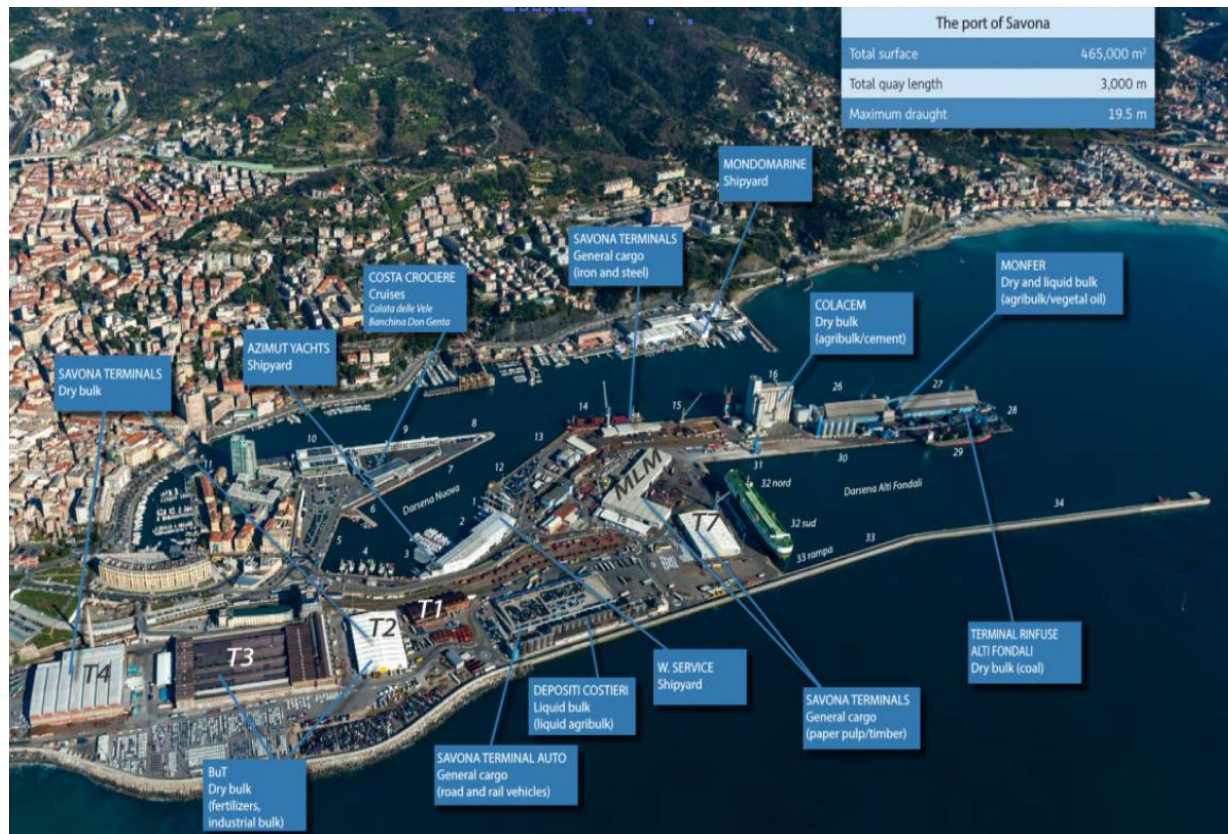 The port of Savona
Total surface 465,000 m²
Total quay length 3,000 m
Maximum draught 19.5 m
MONDOMARINE
Shipyard
SAVONA TERMINALS
General cargo
(iron and steel)
COSTA CROCIERE
Cruises
Calata delle Vele
Banchina Don Genta
MONFER
Dry and liquid bulk
(agribulk/vegetal oil)
COLACEM
Dry bulk
(agribulk/cement)
AZIMUT YACHTS
Shipyard
SAVONA TERMINALS
Dry bulk
16
26
27
28
14
15
8
9
10
13
7
12
11
31
30
29
32 nord
Darsena Alti Fondali
Darsena Nuova
MLM
6
1
2
T7
34
32 sud
5
4
3
33
33 rampa
18
T1
T2
T3
T4
TERMINAL RINFUSE
ALTI FONDALI
Dry bulk (coal)
W. SERVICE
Shipyard
DEPOSITI COSTIERI
Liquid bulk
(liquid agribulk)
SAVONA TERMINALS
General cargo
(paper pulp/timber)
SAVONA TERMINAL AUTO
General cargo
(road and rail vehicles)
BuT
Dry bulk
(fertilizers,
industrial bulk)